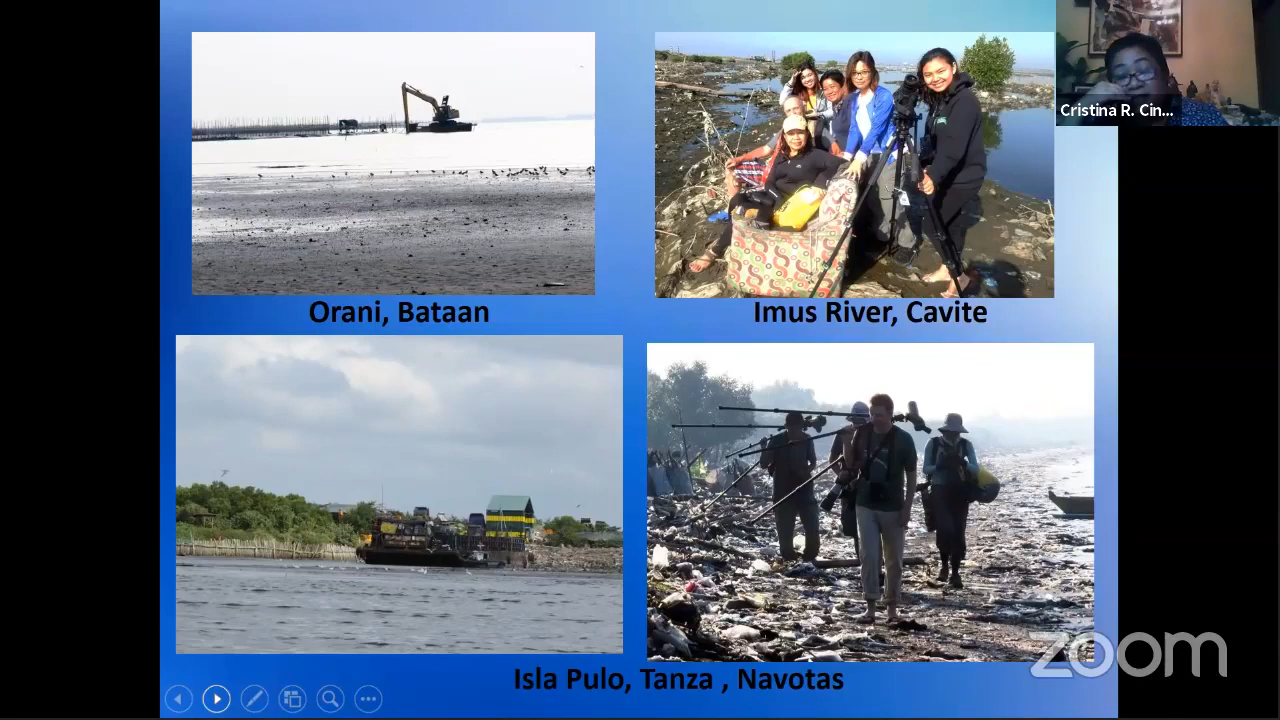 Cristina R. Cin...
Orani, Bataan
Imus River, Cavite
Isla Pulo, Tanza , Navotas
zoom